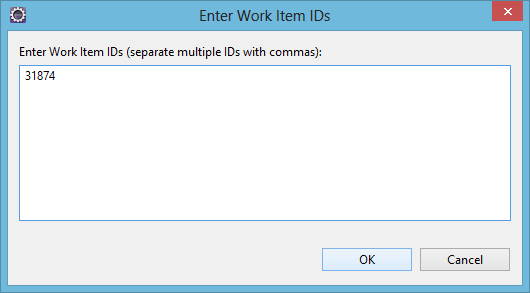 Enter Work Item IDs
Enter Work Item IDs (separate multiple IDs with commas):
31874
OK
Cancel